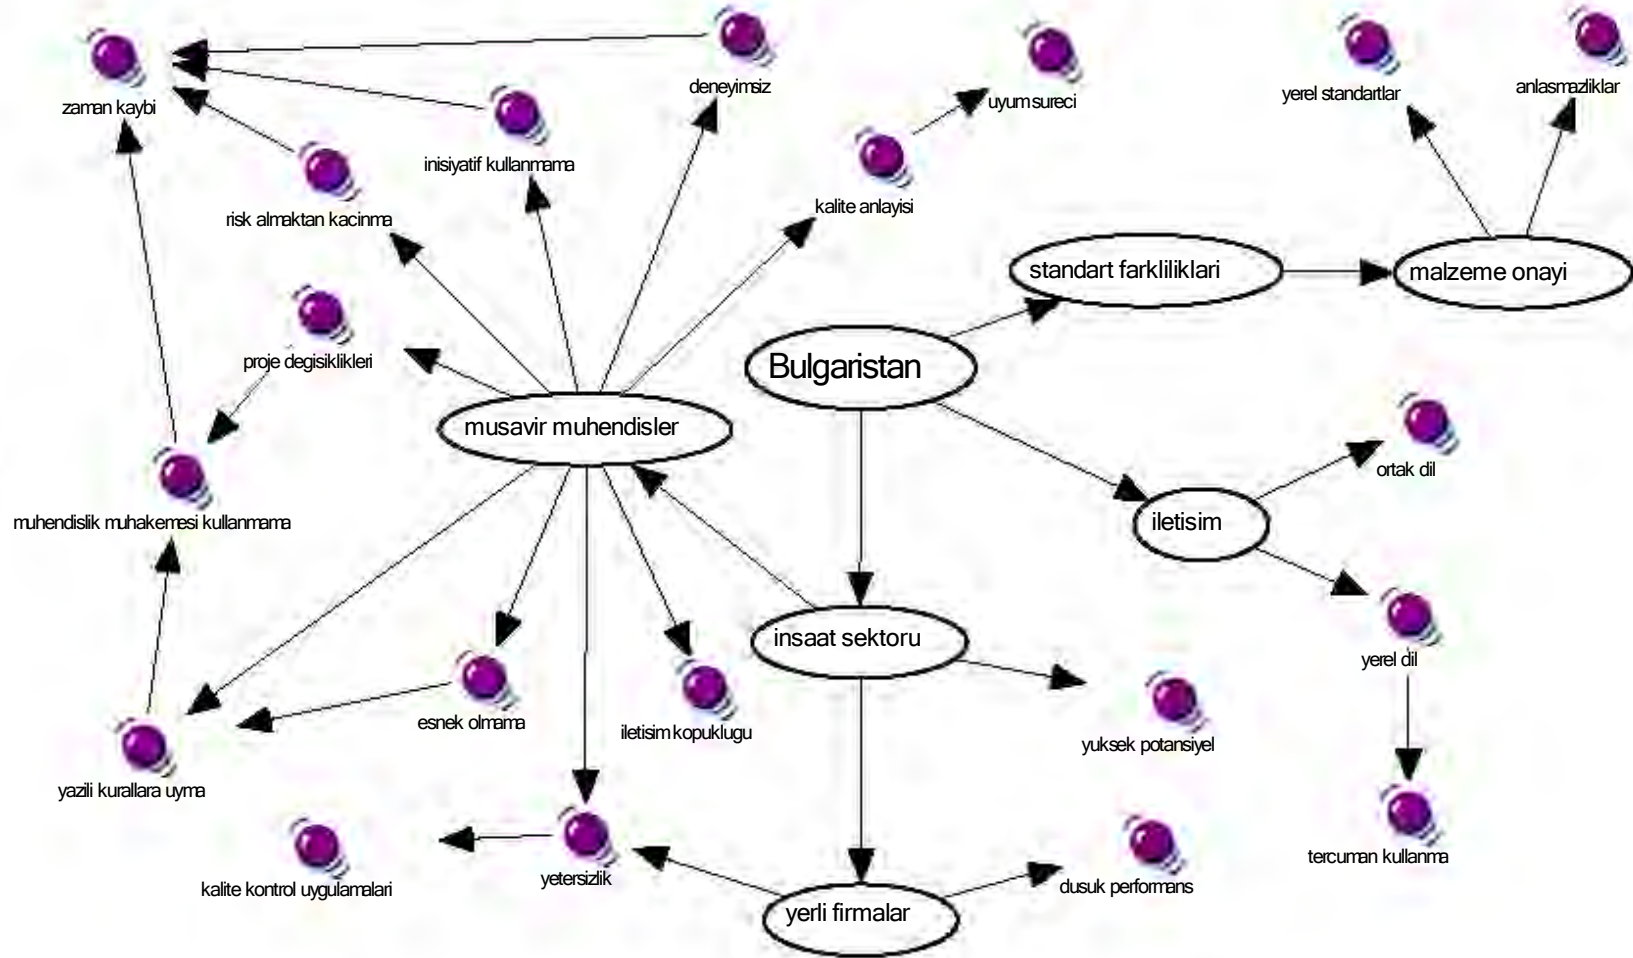 deneyimsiz
uyum sureci
yerel standartlar
anlasmazliklar
zaman kaybi
inisiyatif kullanmama
kalite anlayisi
risk almaktan kacinma
standart farkliliklari
malzeme onayi
proje degisiklikleri
Bulgaristan
musavir muhendisler
ortak dil
muhendislik muhakemesi kullanmama
iletisim
insaat sektoru
yerel dil
esnek olmama
iletisim kopuklugu
yuksek potansiyel
yazili kurallara uyma
tercuman kullanma
kalite kontrol uygulamalari
yetersizlik
dusuk performans
yerli firmalar